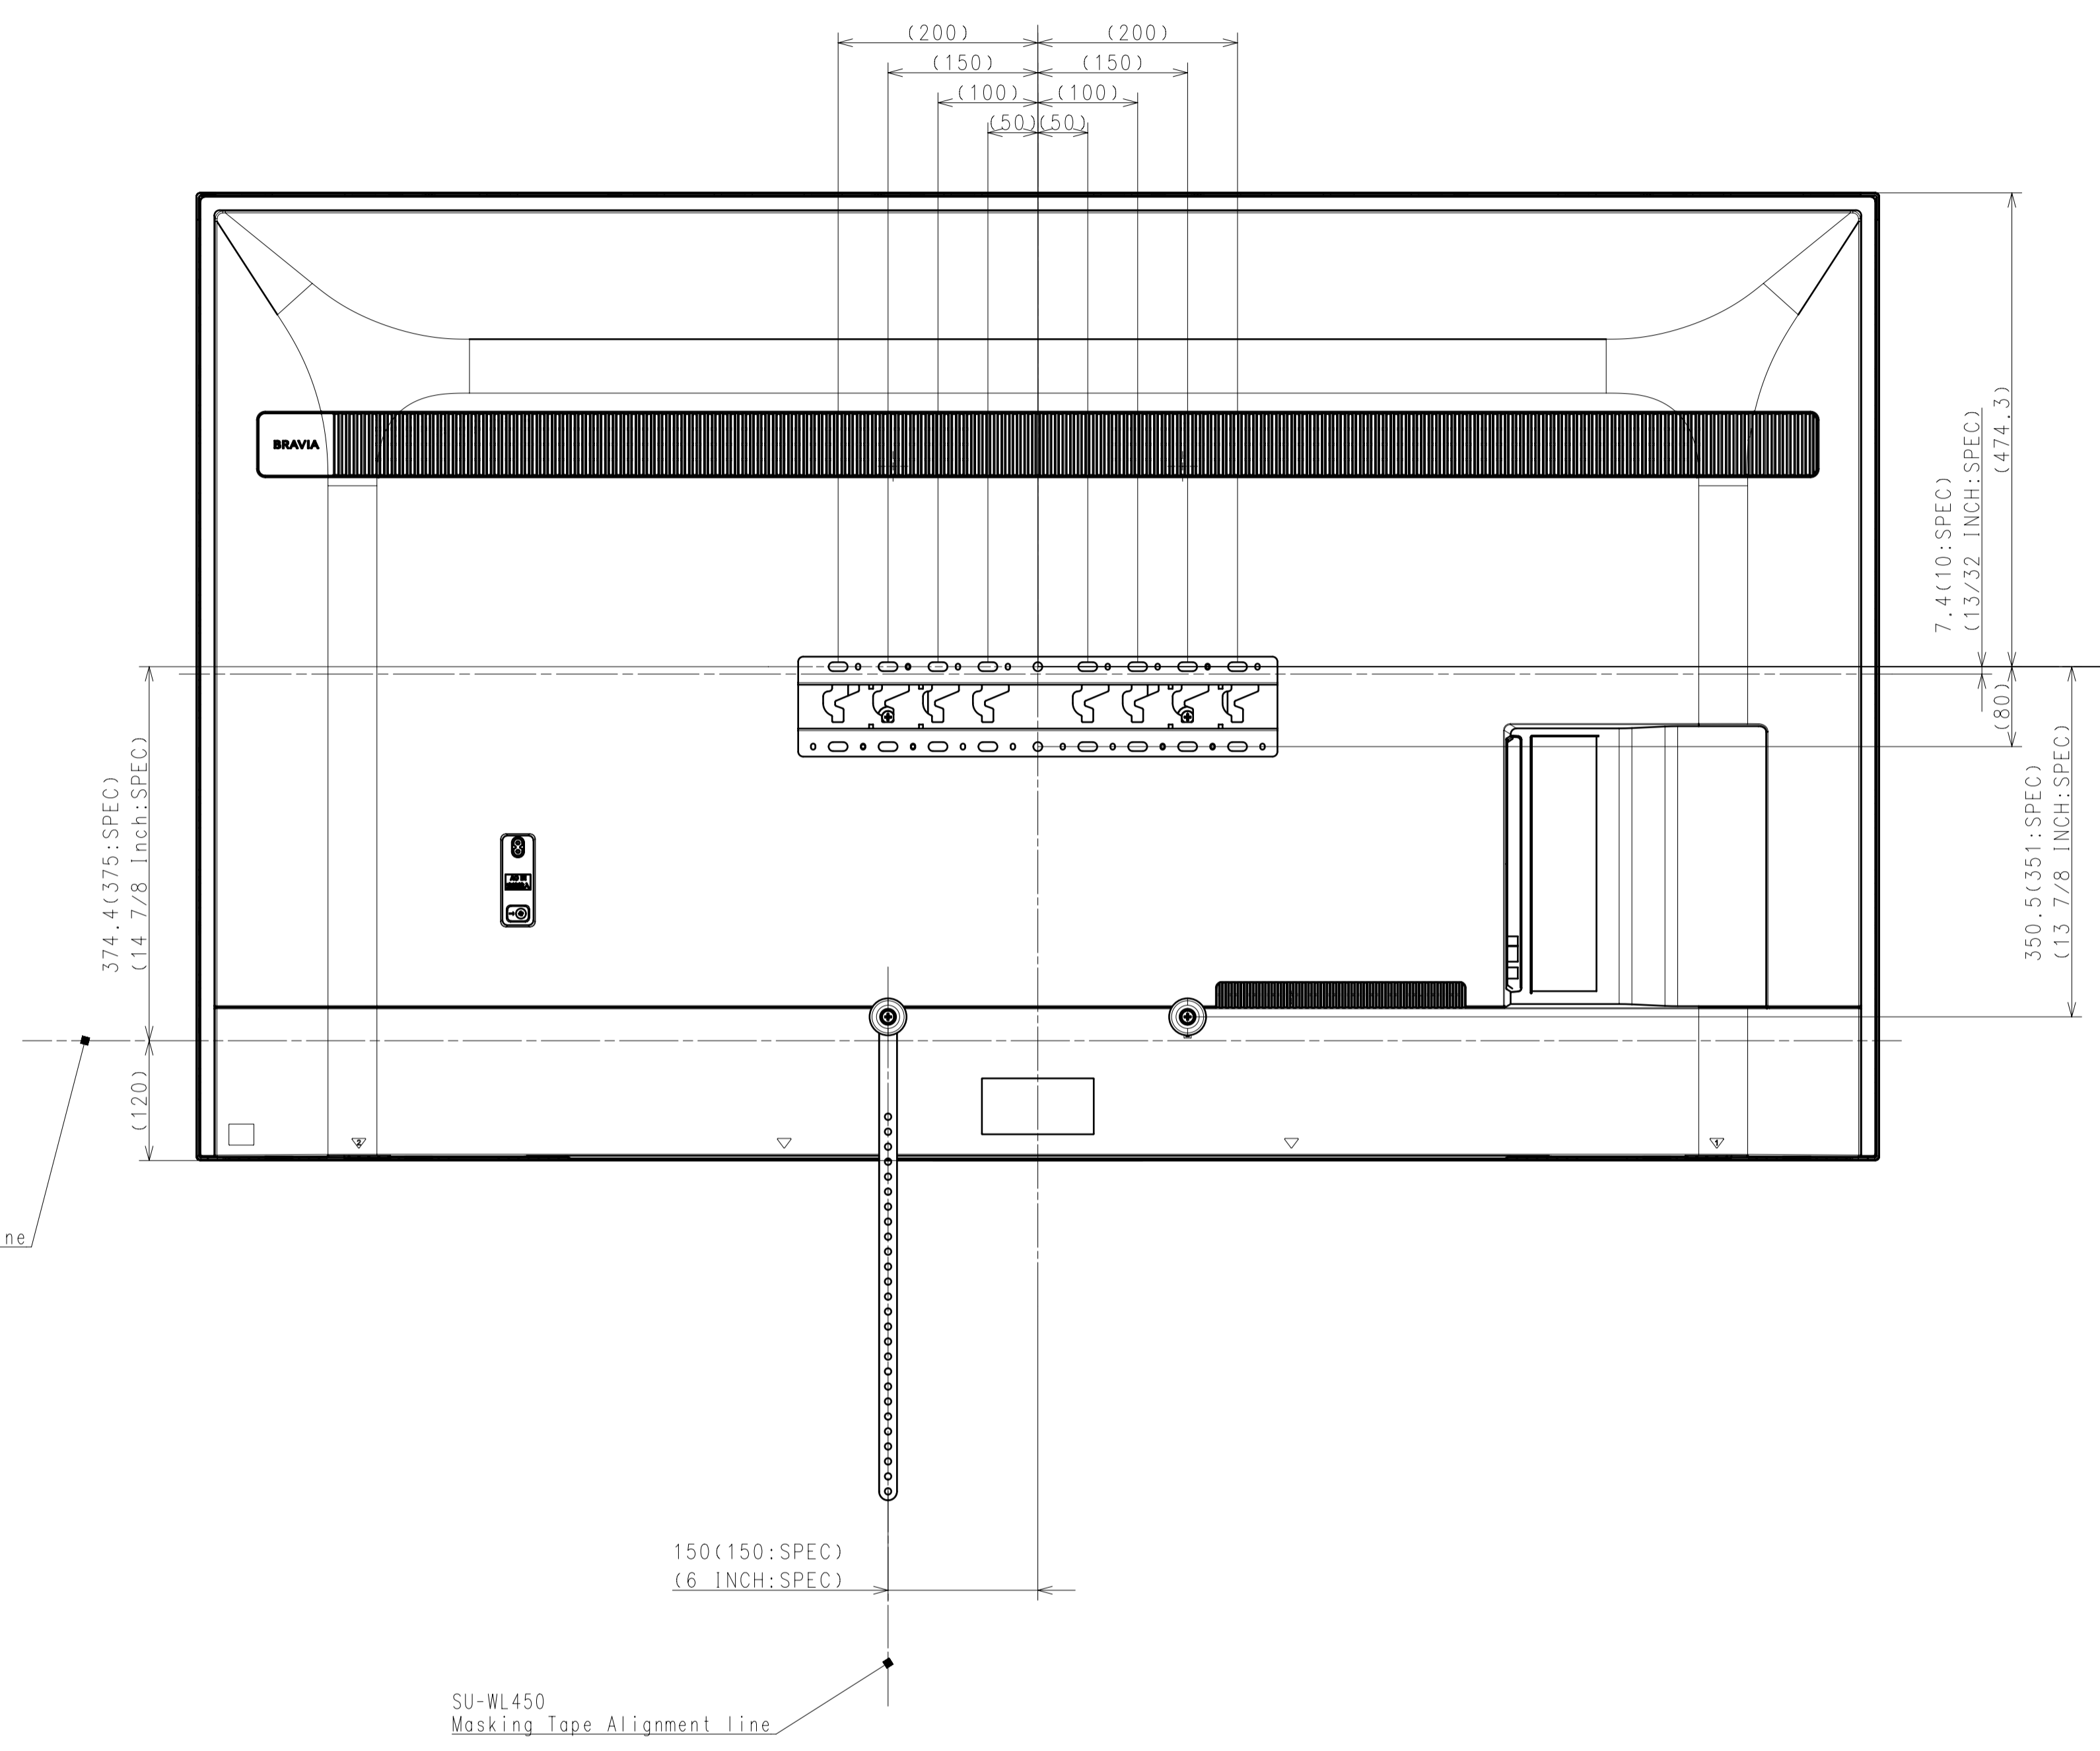 (200) (200)
(150) (150)
(100) (100)
(50) (50)
BRAVIA
(474.3)
7.4(10:SPEC)
(13/32 INCH:SPEC)
(80)
374.4(375:SPEC)
(14 7/8 Inch:SPEC)
350.5(351:SPEC)
(13 7/8 INCH:SPEC)
(120)
2
1
ne
150(150:SPEC)
(6 INCH:SPEC)
SU-WL450
Masking Tape Alignment line